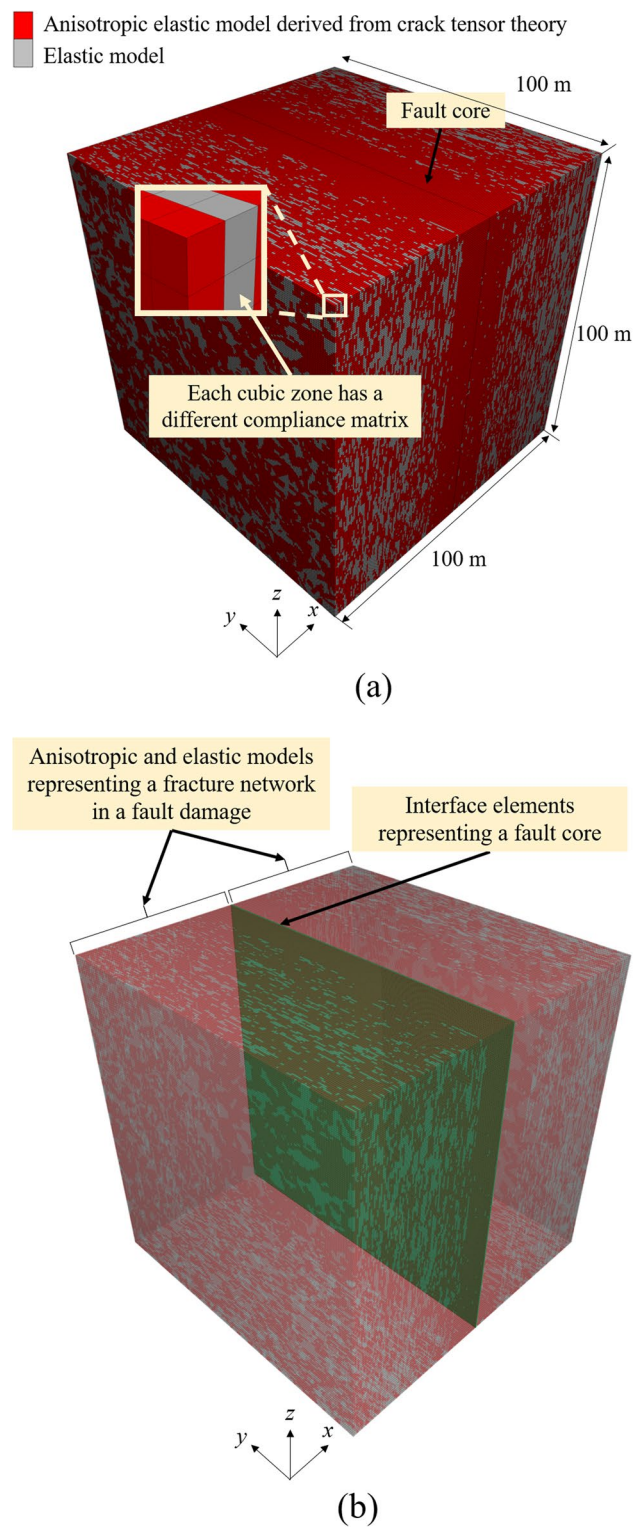 Anisotropic elastic model derived from crack tensor theory
Elastic model
100 m
Fault core
100 m
Each cubic zone has a
different compliance matrix
100 m
z
y
x
(a)
Anisotropic and elastic models
representing a fracture network
in a fault damage
Interface elements
representing a fault core
z
y
x
(b)